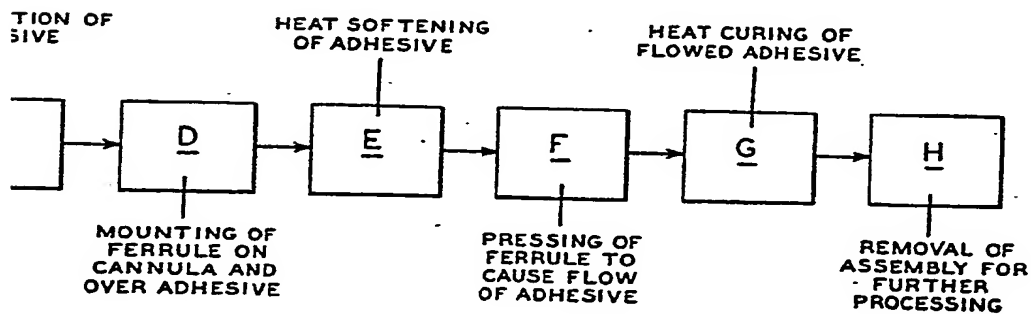 TION OF
SIVE
HEAT SOFTENING
OF ADHESIVE
HEAT CURING OF
FLOWED ADHESIVE
D
E
F
G
H
MOUNTING OF
FERRULE ON
CANNULA AND
OVER ADHESIVE
PRESSING OF
FERRULE TO
CAUSE FLOW
OF ADHESIVE
REMOVAL OF
ASSEMBLY FOR
FURTHER
PROCESSING